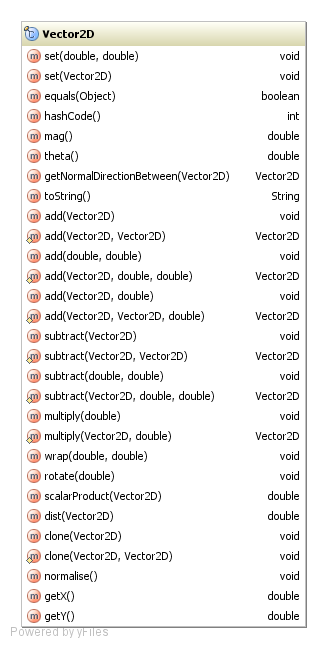 Vector2D
set(double, double) void
set(Vector2D) void
equals(Object) boolean
hashCode() int
mag() double
theta() double
getNormalDirectionBetween(Vector2D) Vector2D
toString() String
add(Vector2D) void
add(Vector2D, Vector2D) Vector2D
add(double, double) void
add(Vector2D, double, double) Vector2D
add(Vector2D, double) void
add(Vector2D, Vector2D, double) Vector2D
subtract(Vector2D) void
subtract(Vector2D, Vector2D) Vector2D
subtract(double, double) void
subtract(Vector2D, double, double) Vector2D
multiply(double) void
multiply(Vector2D, double) Vector2D
wrap(double, double) void
rotate(double) void
scalarProduct(Vector2D) double
dist(Vector2D) double
clone(Vector2D) void
clone(Vector2D, Vector2D) void
normalise() void
getX() double
getY() double
Powered by yFiles